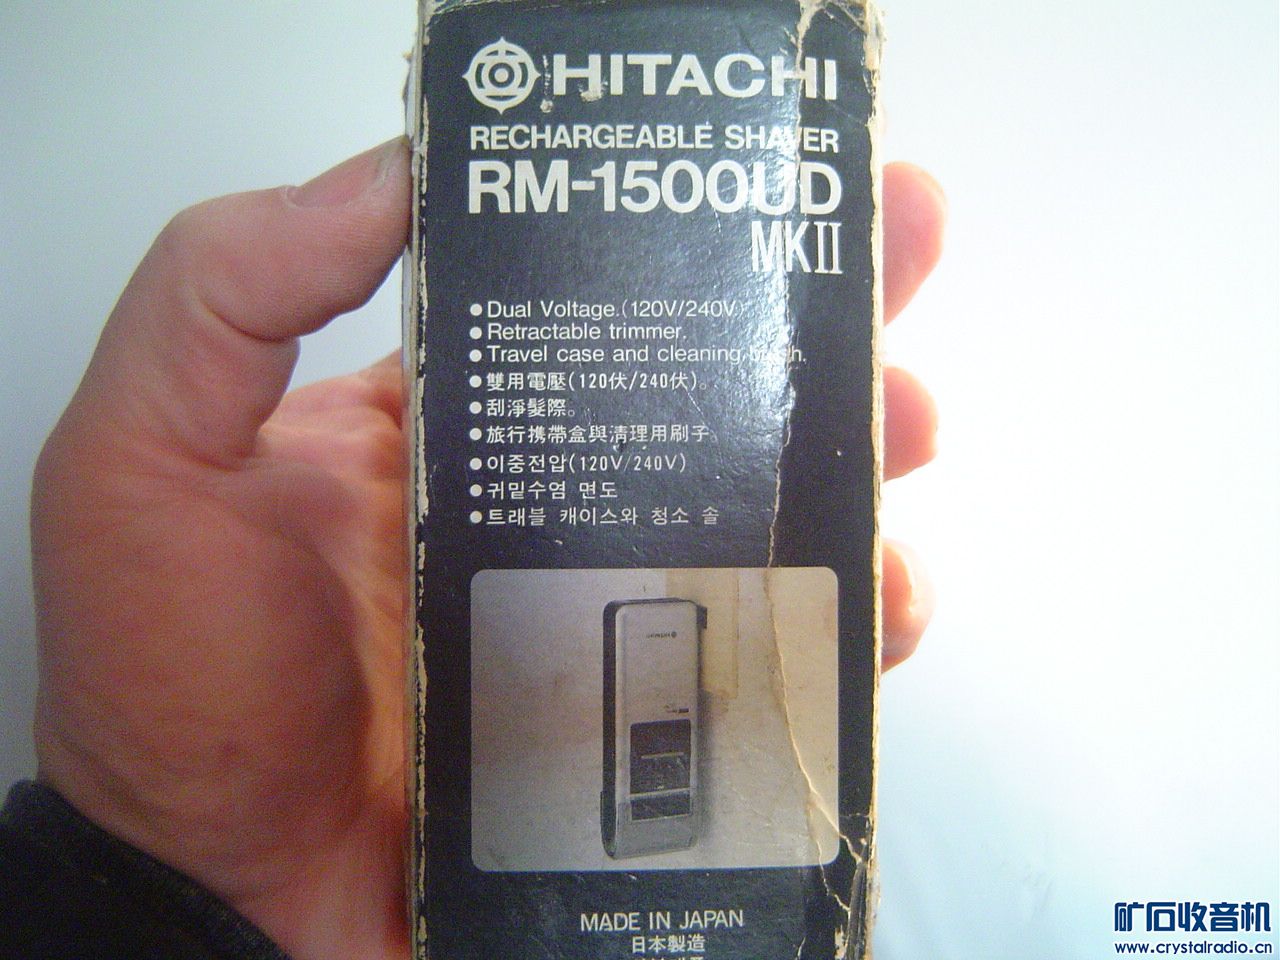 HITACHI
RECHARGEABLE SHAVER
RM-1500UD
MKII
●Dual Voltage.(120V/240V)
●Retractable trimmer.
●Travel case and cleaning brush.
●雙用電壓(120伏/240伏)。
●刮淨髮際。
●旅行携帶盒與清理用刷子
●이중전압(120V/240V)
●귀밑수염 면도
●트래블 케이스와 청소 솔
HITACHI
MADE IN JAPAN
日本製造
矿石收音机
www.crystalradio.cn